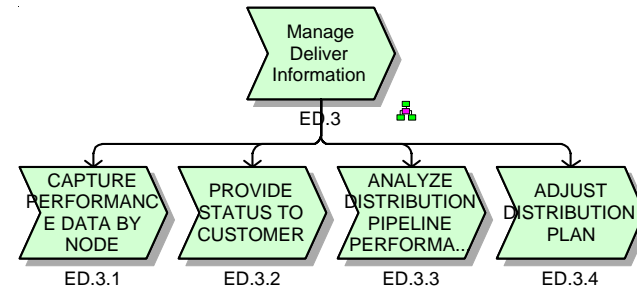 Manage
Deliver
Information
ED.3
CAPTURE
PERFORMANC
E DATA BY
NODE
ED.3.1
PROVIDE
STATUS TO
CUSTOMER
ED.3.2
ANALYZE
DISTRIBUTION
PIPELINE
PERFORMA..
ED.3.3
ADJUST
DISTRIBUTION
PLAN
ED.3.4